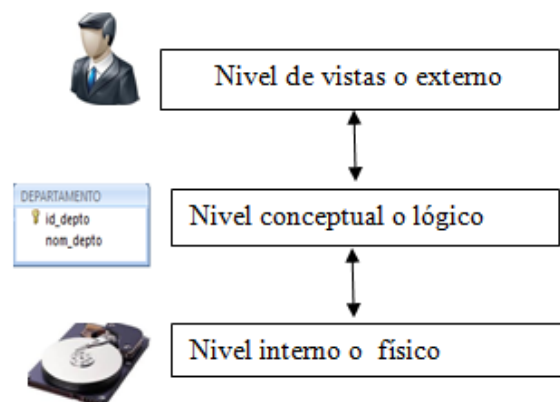 Nivel de vistas o externo
DEPARTAMENTO
id_depto
nom_depto
Nivel conceptual o lógico
Nivel interno o físico